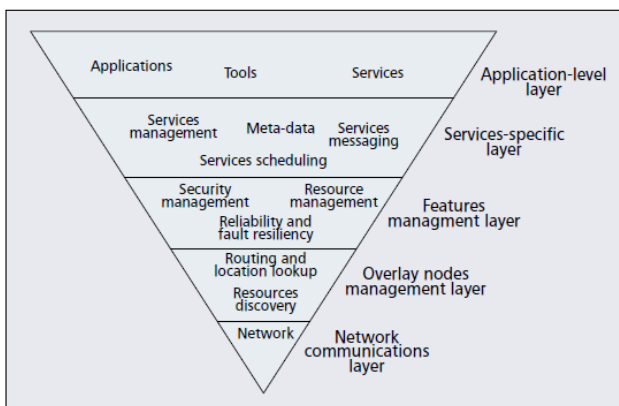 Applications
Tools
Services
Application-level
layer
Services
management
Meta-data
Services
messaging
Services scheduling
Services-specific
layer
Security
management
Resource
management
Reliability and
fault resiliency
Features
managment layer
Routing and
location lookup
Resources
discovery
Overlay nodes
management layer
Network
Network
communications
layer